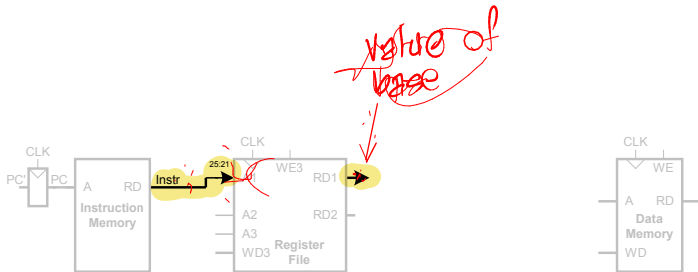 value of
base
CLK
CLK
CLK
PC'
PC
A
RD
Instr
25:21
WE3
RD1
A2
RD2
A3
WD3
Instruction
Memory
Register
File
WE
A
RD
Data
Memory
WD